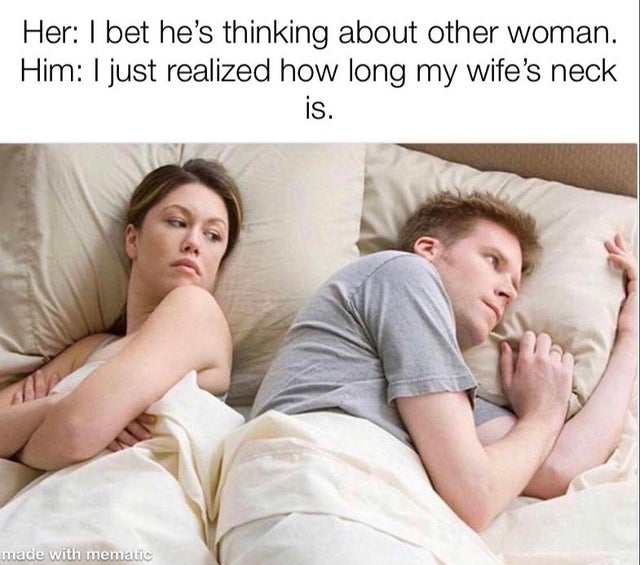 Her: I bet he's thinking about other woman.
Him: I just realized how long my wife's neck
is.
made with mematic